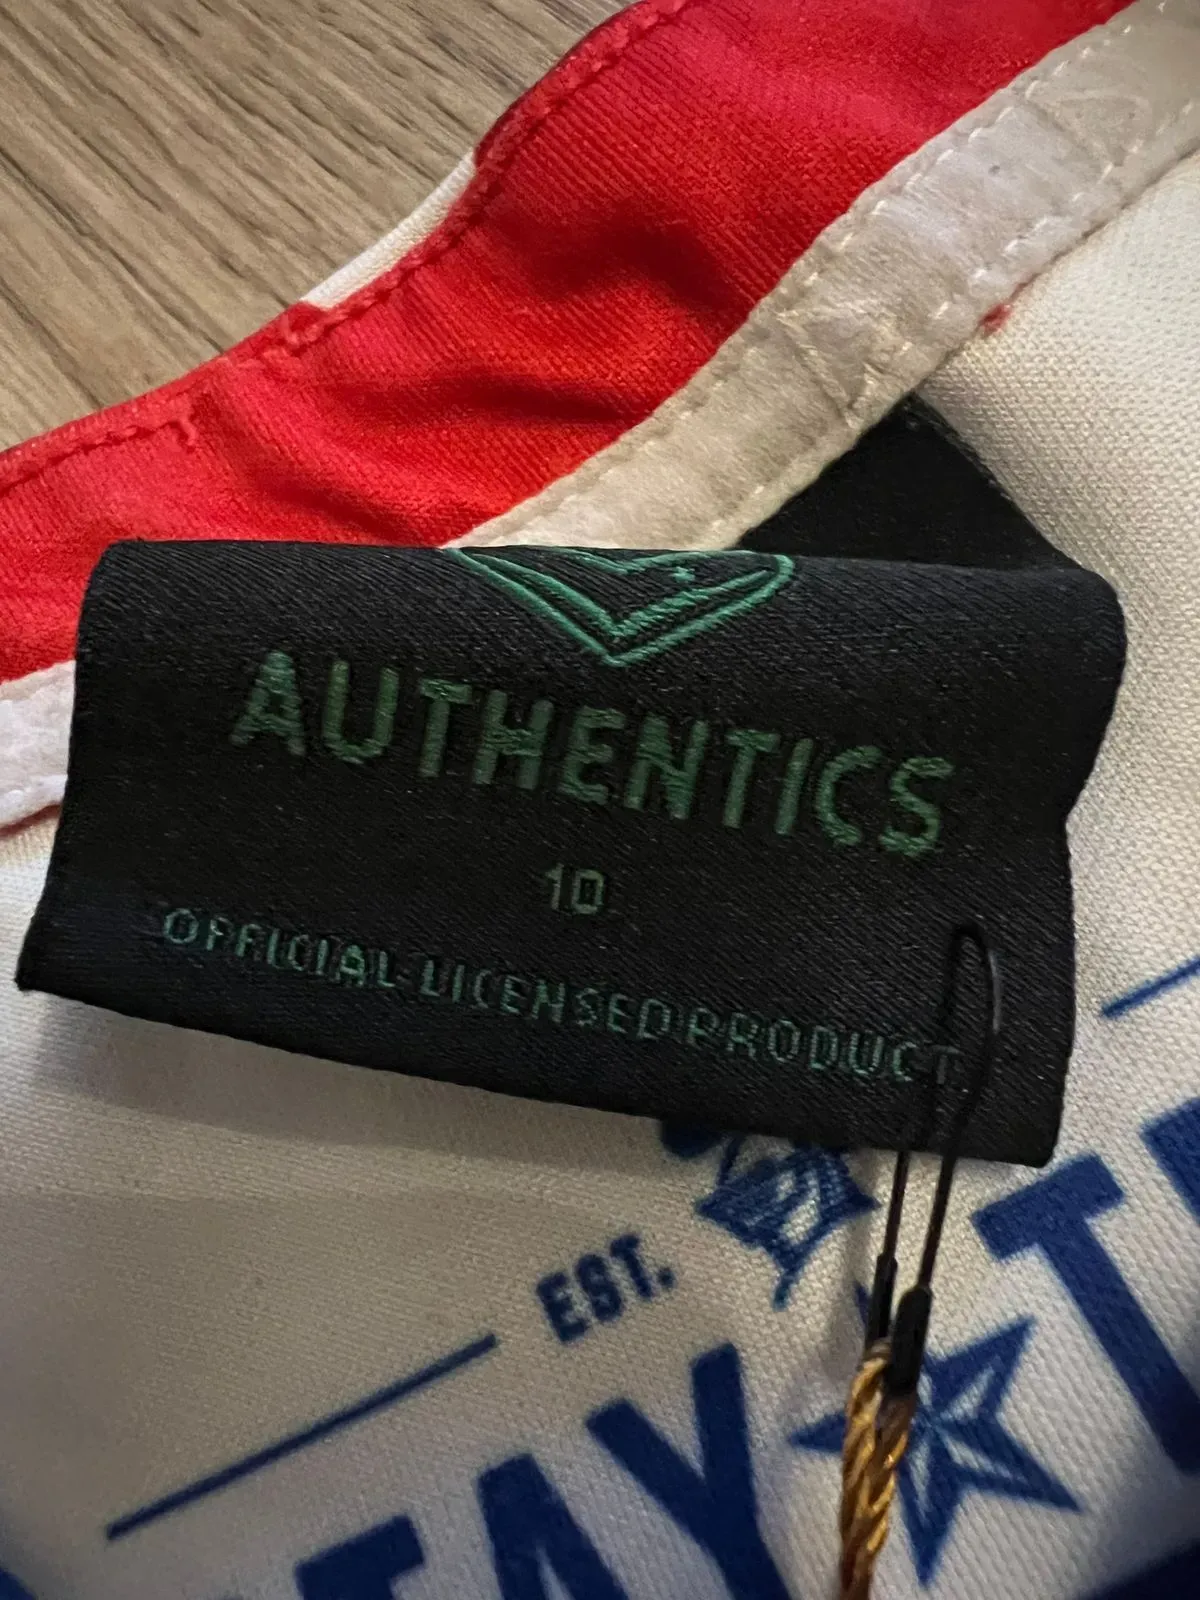 AUTHENTICS
10
OFFICIAL LICENSED PRODUCT
EST.